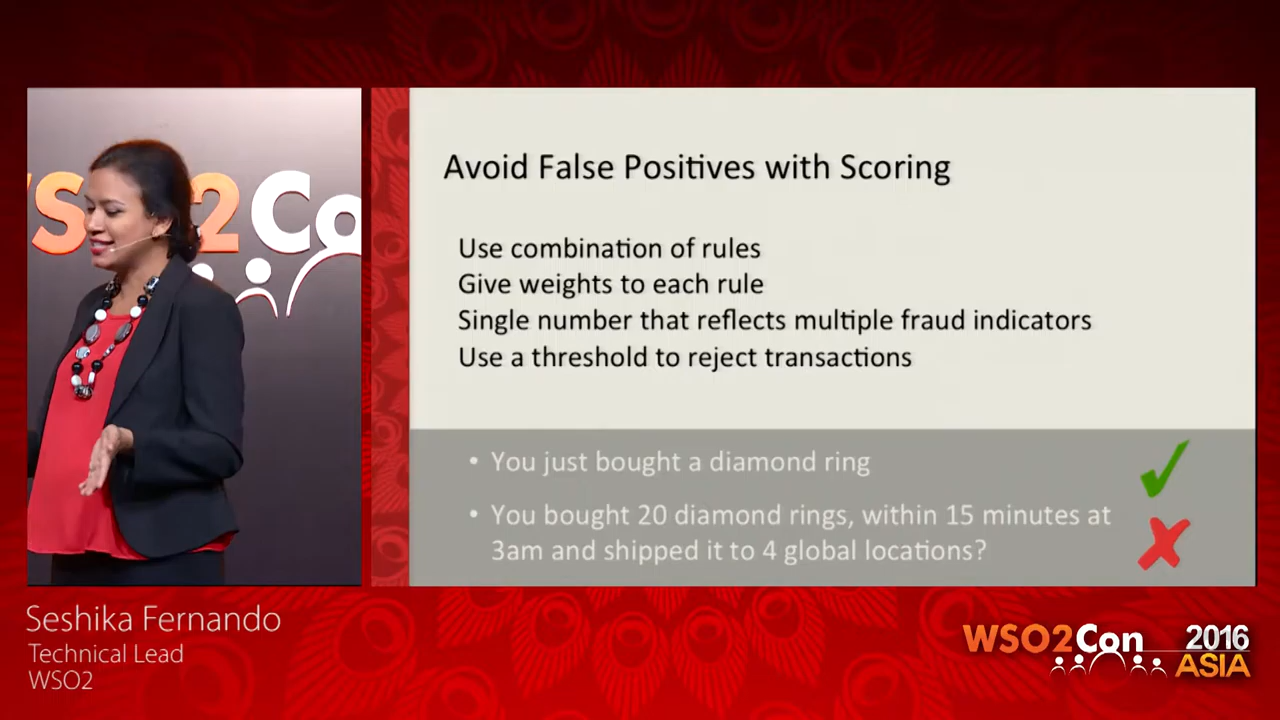 WSO2Co
Avoid False Positives with Scoring
Use combination of rules
Give weights to each rule
Single number that reflects multiple fraud indicators
Use a threshold to reject transactions
• You just bought a diamond ring
• You bought 20 diamond rings, within 15 minutes at
3am and shipped it to 4 global locations?
Seshika Fernando
Technical Lead
WSO2
WSO2Con 2016
ASIA